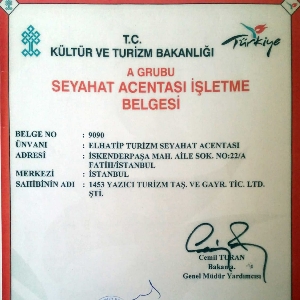 T.C.
KÜLTÜR VE TURİZM BAKANLIĞI
Türkiye
A GRUBU
SEYAHAT ACENTASI İŞLETME
BELGESİ
BELGE NO : 9090
ÜNVANI : ELHATİP TURİZM SEYAHAT ACENTASI
ADRESİ : İSKENDERPAŞA MAH. AİLE SOK. NO:22/A
FATİH/İSTANBUL
MERKEZİ : İSTANBUL
SAHİBİNİN ADI : 1453 YAZICI TURİZM TAŞ. VE GAYR. TİC. LTD.
ŞTİ.
Cemil TURAN
Bakan a.
Genel Müdür Yardımcısı